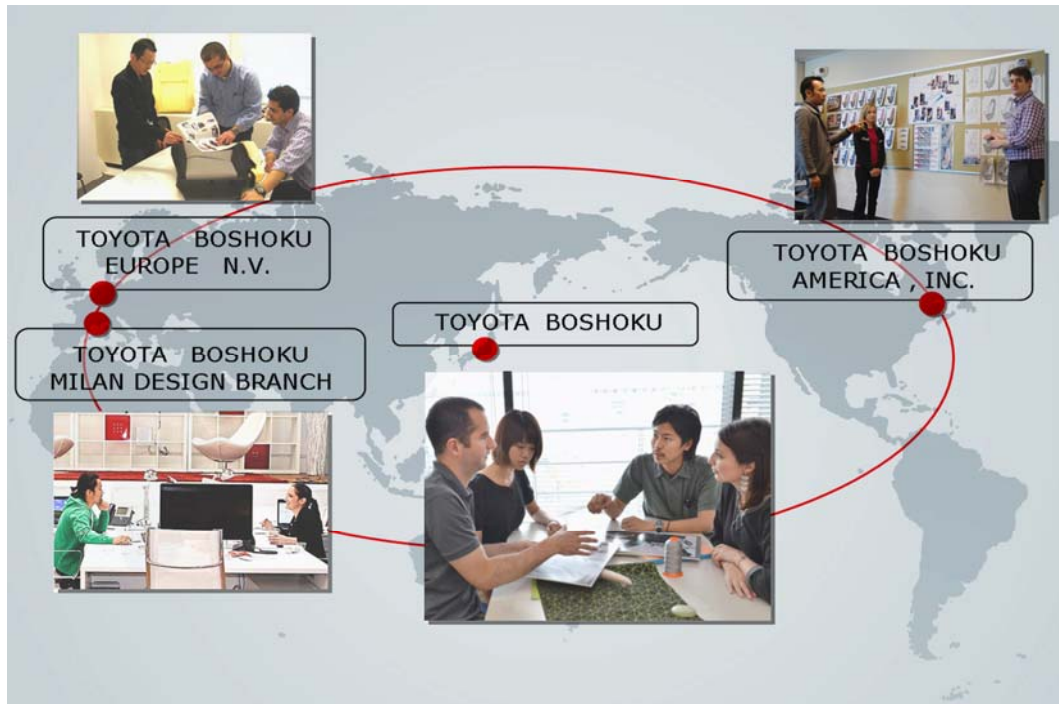 TOYOTA BOSHOKU
EUROPE N.V.
TOYOTA BOSHOKU
MILAN DESIGN BRANCH
TOYOTA BOSHOKU
TOYOTA BOSHOKU
AMERICA , INC.